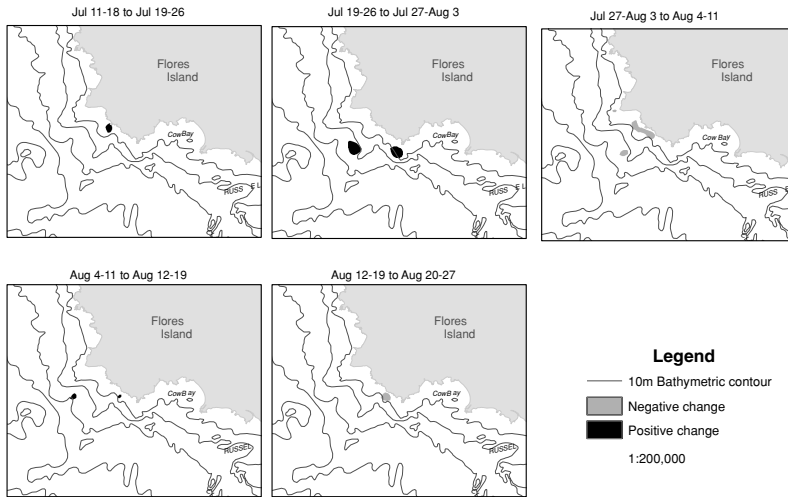 Jul 11-18 to Jul 19-26
Flores
Island
CowBay
RUSSEL
Jul 19-26 to Jul 27-Aug 3
Flores
Island
CowBay
RUSS
EL
Jul 27-Aug 3 to Aug 4-11
Flores
Island
Cow Bay
RUSS
EL
Aug 4-11 to Aug 12-19
Flores
Island
CowBay
RUSSEL
Aug 12-19 to Aug 20-27
Flores
Island
CowBay
RUSSEL
Legend
10m Bathymetric contour
Negative change
Positive change
1:200,000